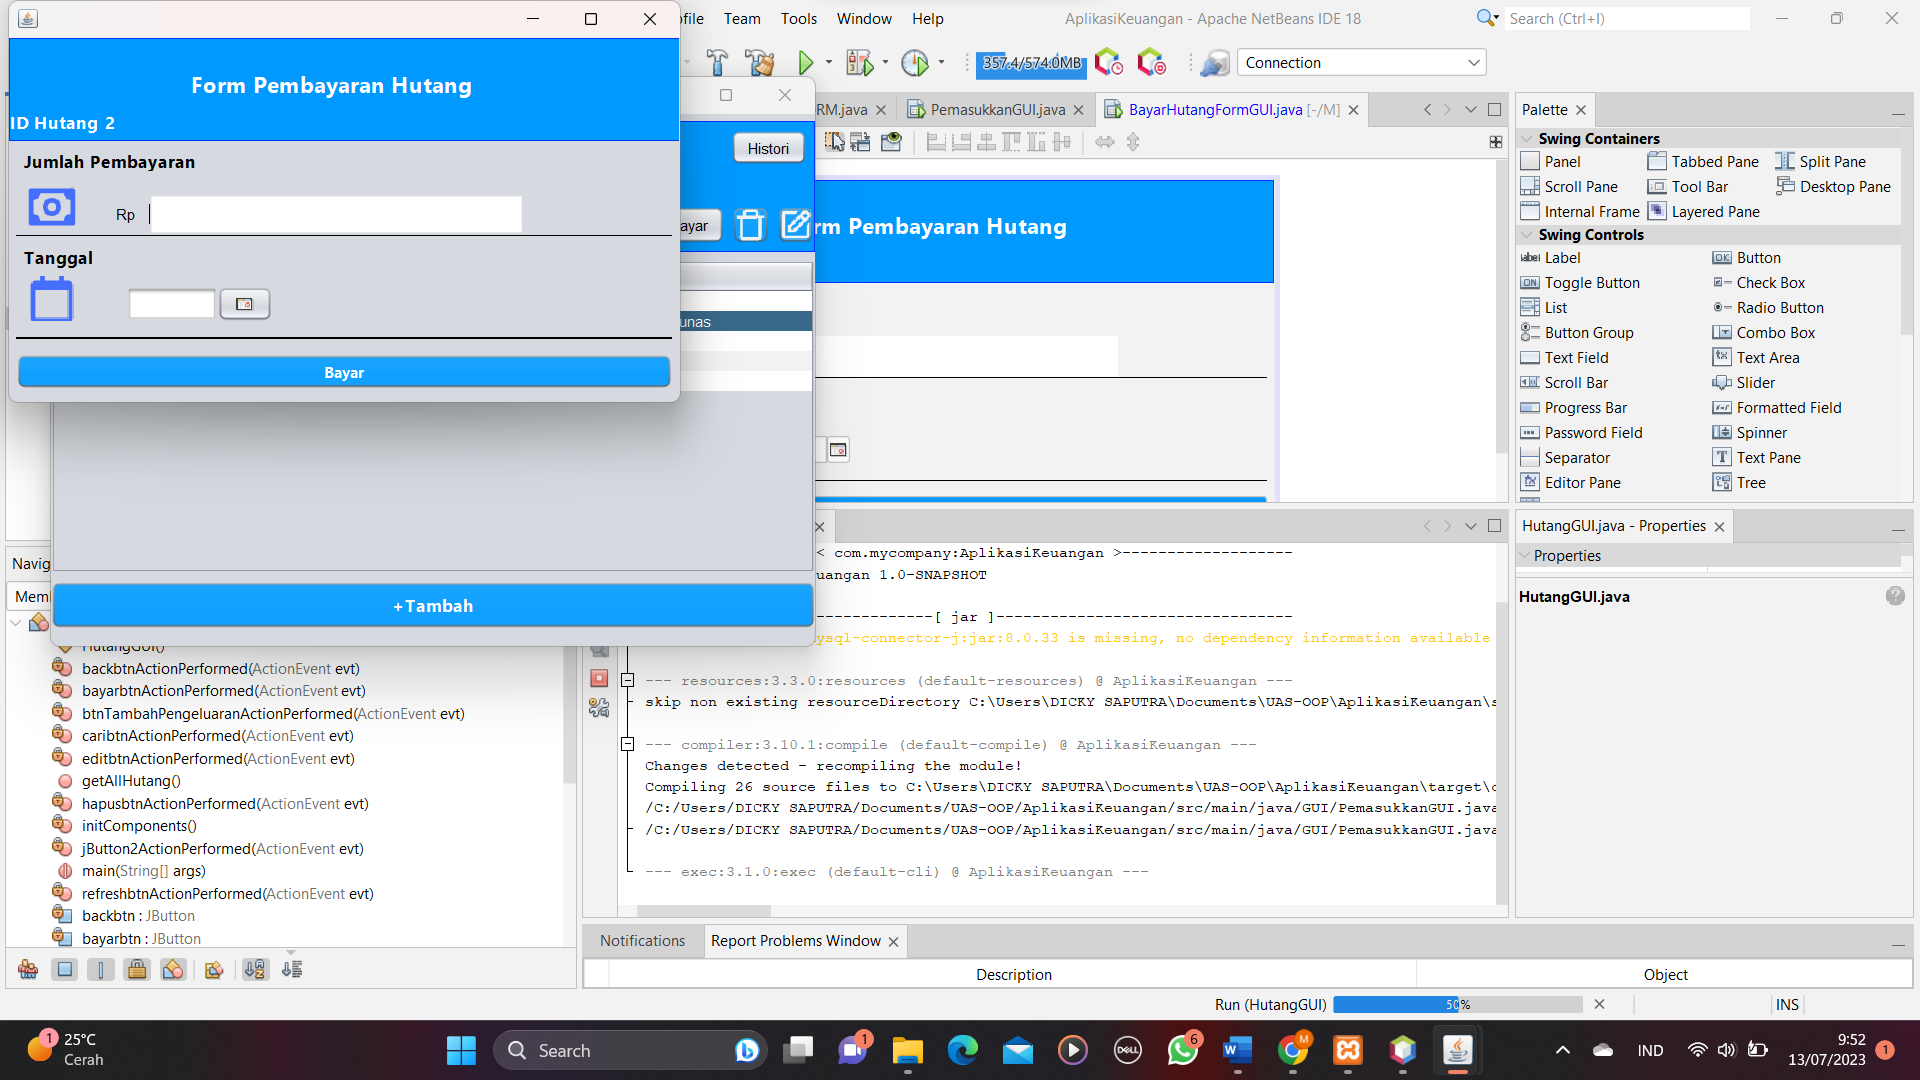 Form Pembayaran Hutang
ID Hutang 2
Jumlah Pembayaran
Rp
Tanggal
Bayar
ofile Team Tools Window Help
AplikasiKeuangan - Apache NetBeans IDE 18
Search (Ctrl+I)
357.4/574.0MB
Connection
Histori
ayar
unas
+Tambah
RM.java
PemasukkanGUI.java
BayarHutangFormGUI.java [-/M]
rm Pembayaran Hutang
Palette
Swing Containers
Panel
Tabbed Pane
Split Pane
Scroll Pane
Tool Bar
Desktop Pane
Internal Frame
Layered Pane
Swing Controls
Label
Button
Toggle Button
Check Box
List
Radio Button
Button Group
Combo Box
Text Field
Text Area
Scroll Bar
Slider
Progress Bar
Formatted Field
Password Field
Spinner
Separator
Text Pane
Editor Pane
Tree
HutangGUI.java - Properties
Properties
HutangGUI.java
Navig
Mem
HutangGUI()
backbtnActionPerformed(ActionEvent evt)
bayarbtnActionPerformed(ActionEvent evt)
btnTambahPengeluaranActionPerformed(ActionEvent evt)
caribtnActionPerformed(ActionEvent evt)
editbtnActionPerformed(ActionEvent evt)
getAllHutang()
hapusbtnActionPerformed(ActionEvent evt)
initComponents()
jButton2ActionPerformed(ActionEvent evt)
main(String[] args)
refreshbtnActionPerformed(ActionEvent evt)
backbtn : JButton
bayarbtn : JButton
< com.mycompany:AplikasiKeuangan >-------------------
uangan 1.0-SNAPSHOT
-------------[ jar ]---------------------------------
ysql-connector-j:jar:8.0.33 is missing, no dependency information available
--- resources:3.3.0:resources (default-resources) @ AplikasiKeuangan ---
skip non existing resourceDirectory C:\Users\DICKY SAPUTRA\Documents\UAS-OOP\AplikasiKeuangan\s
--- compiler:3.10.1:compile (default-compile) @ AplikasiKeuangan ---
Changes detected - recompiling the module!
Compiling 26 source files to C:\Users\DICKY SAPUTRA\Documents\UAS-OOP\AplikasiKeuangan\target\c
/C:/Users/DICKY SAPUTRA/Documents/UAS-OOP/AplikasiKeuangan/src/main/java/GUI/PemasukkanGUI.java
/C:/Users/DICKY SAPUTRA/Documents/UAS-OOP/AplikasiKeuangan/src/main/java/GUI/PemasukkanGUI.java
--- exec:3.1.0:exec (default-cli) @ AplikasiKeuangan ---
Notifications
Report Problems Window
Description
Object
Run (HutangGUI)
50%
INS
1
25°C
Cerah
Search
1
DELL
6
M
IND
9:52
13/07/2023
1